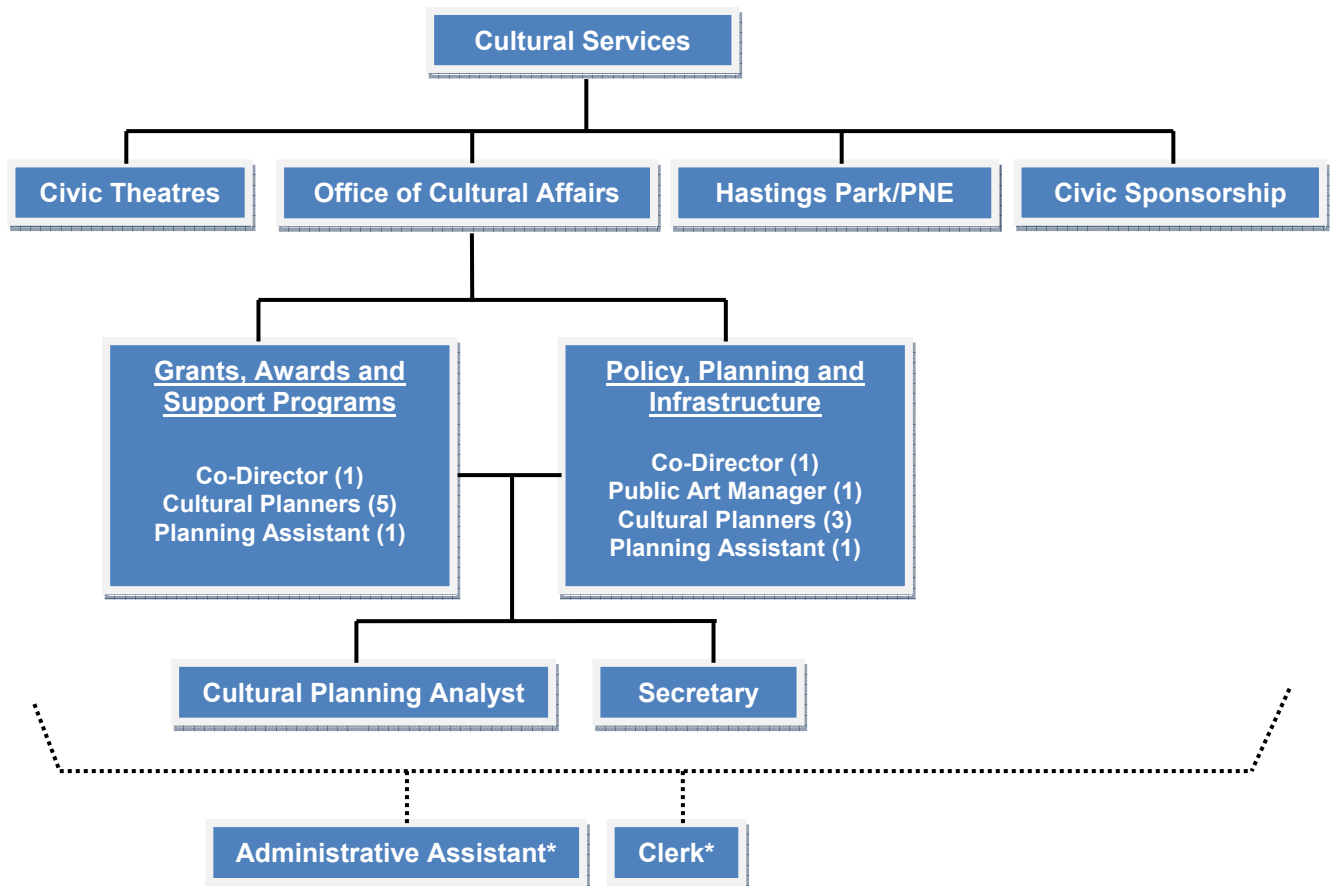 Cultural Services
Civic Theatres
Office of Cultural Affairs
Hastings Park/PNE
Civic Sponsorship
Grants, Awards and
Support Programs
Co-Director (1)
Cultural Planners (5)
Planning Assistant (1)
Policy, Planning and
Infrastructure
Co-Director (1)
Public Art Manager (1)
Cultural Planners (3)
Planning Assistant (1)
Cultural Planning Analyst
Secretary
Administrative Assistant*
Clerk*